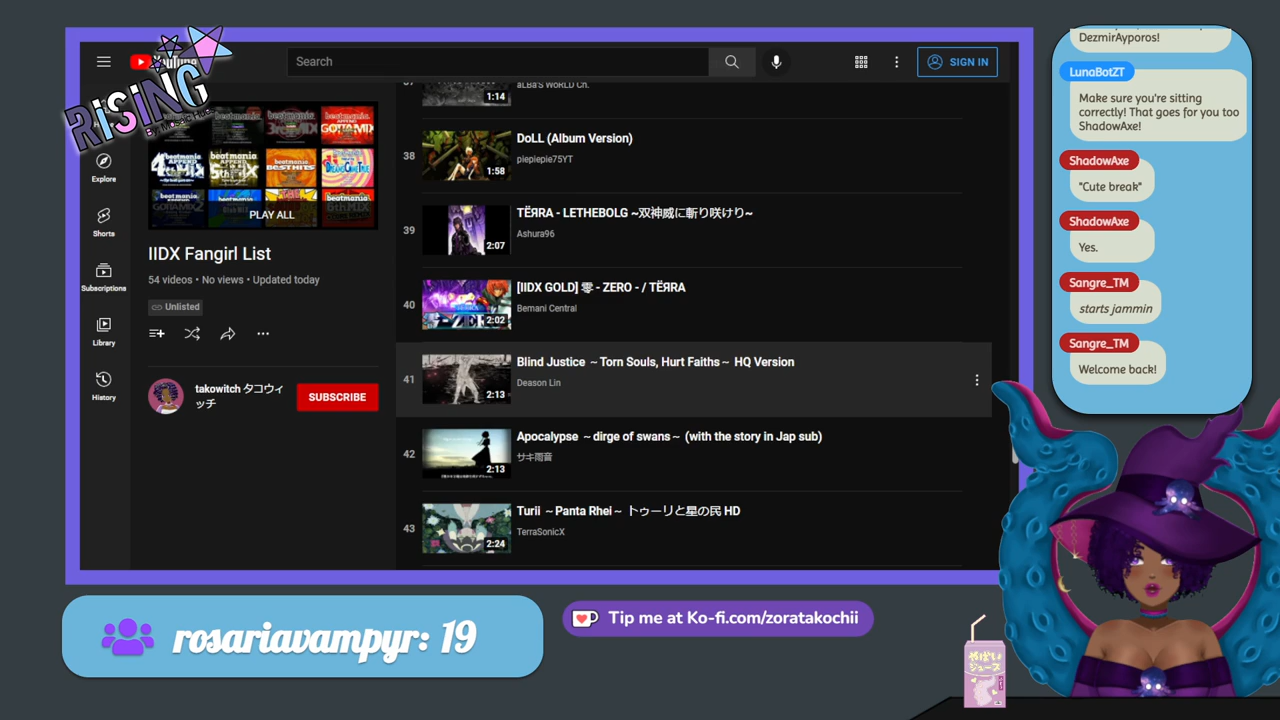 YouTube
RISING
Search
SIGN IN
Explore
Shorts
Subscriptions
Library
History
PLAY ALL
IIDX Fangirl List
54 videos • No views • Updated today
Unlisted
takowitch タコウィ
ッチ
SUBSCRIBE
1:14
38
DoLL (Album Version)
piepiepie75YT
1:58
39
TЁЯRA - LETHEBOLG ~双神威に斬り咲けり~
Ashura96
2:07
40
[IIDX GOLD] 零 - ZERO - / TЁЯRA
Bemani Central
2:02
41
Blind Justice ～Torn Souls, Hurt Faiths～ HQ Version
Deason Lin
2:13
42
Apocalypse ～dirge of swans～ (with the story in Jap sub)
サキ雨音
2:13
43
Turii ～Panta Rhei～ トゥーリと星の民 HD
TerraSonicX
2:24
DezmirAyporos!
LunaBotZT
Make sure you're sitting
correctly! That goes for you too
ShadowAxe!
ShadowAxe
"Cute break"
ShadowAxe
Yes.
Sangre_TM
starts jammin
Sangre_TM
Welcome back!
rosariavampyr: 19
Tip me at Ko-fi.com/zoratakochii